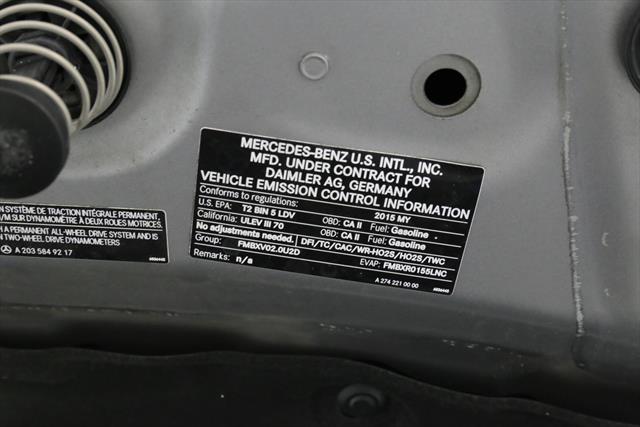 MERCEDES-BENZ U.S. INTL., INC.
MFD. UNDER CONTRACT FOR
DAIMLER AG, GERMANY
VEHICLE EMISSION CONTROL INFORMATION
Conforms to regulations: 2015 MY
U.S. EPA: T2 BIN 5 LDV OBD: CA II Fuel: Gasoline
California: ULEV III 70 OBD: CA II Fuel: Gasoline
No adjustments needed. DFI/TC/CAC/WR-HO2S/HO2S/TWC
Group: FMBXV02.0U2D EVAP: FMBXR0155LNC
Remarks: n/a
A 274 221 00 00
N SYSTÈME DE TRACTION INTÉGRALE PERMANENT.
/M SUR DYNAMOMÈTRE À DEUX ROUES MOTRICES.
A PERMANENT ALL-WHEEL DRIVE SYSTEM AND
TWO-WHEEL DRIVE DYNAMOMETERS
A 203 584 92 17